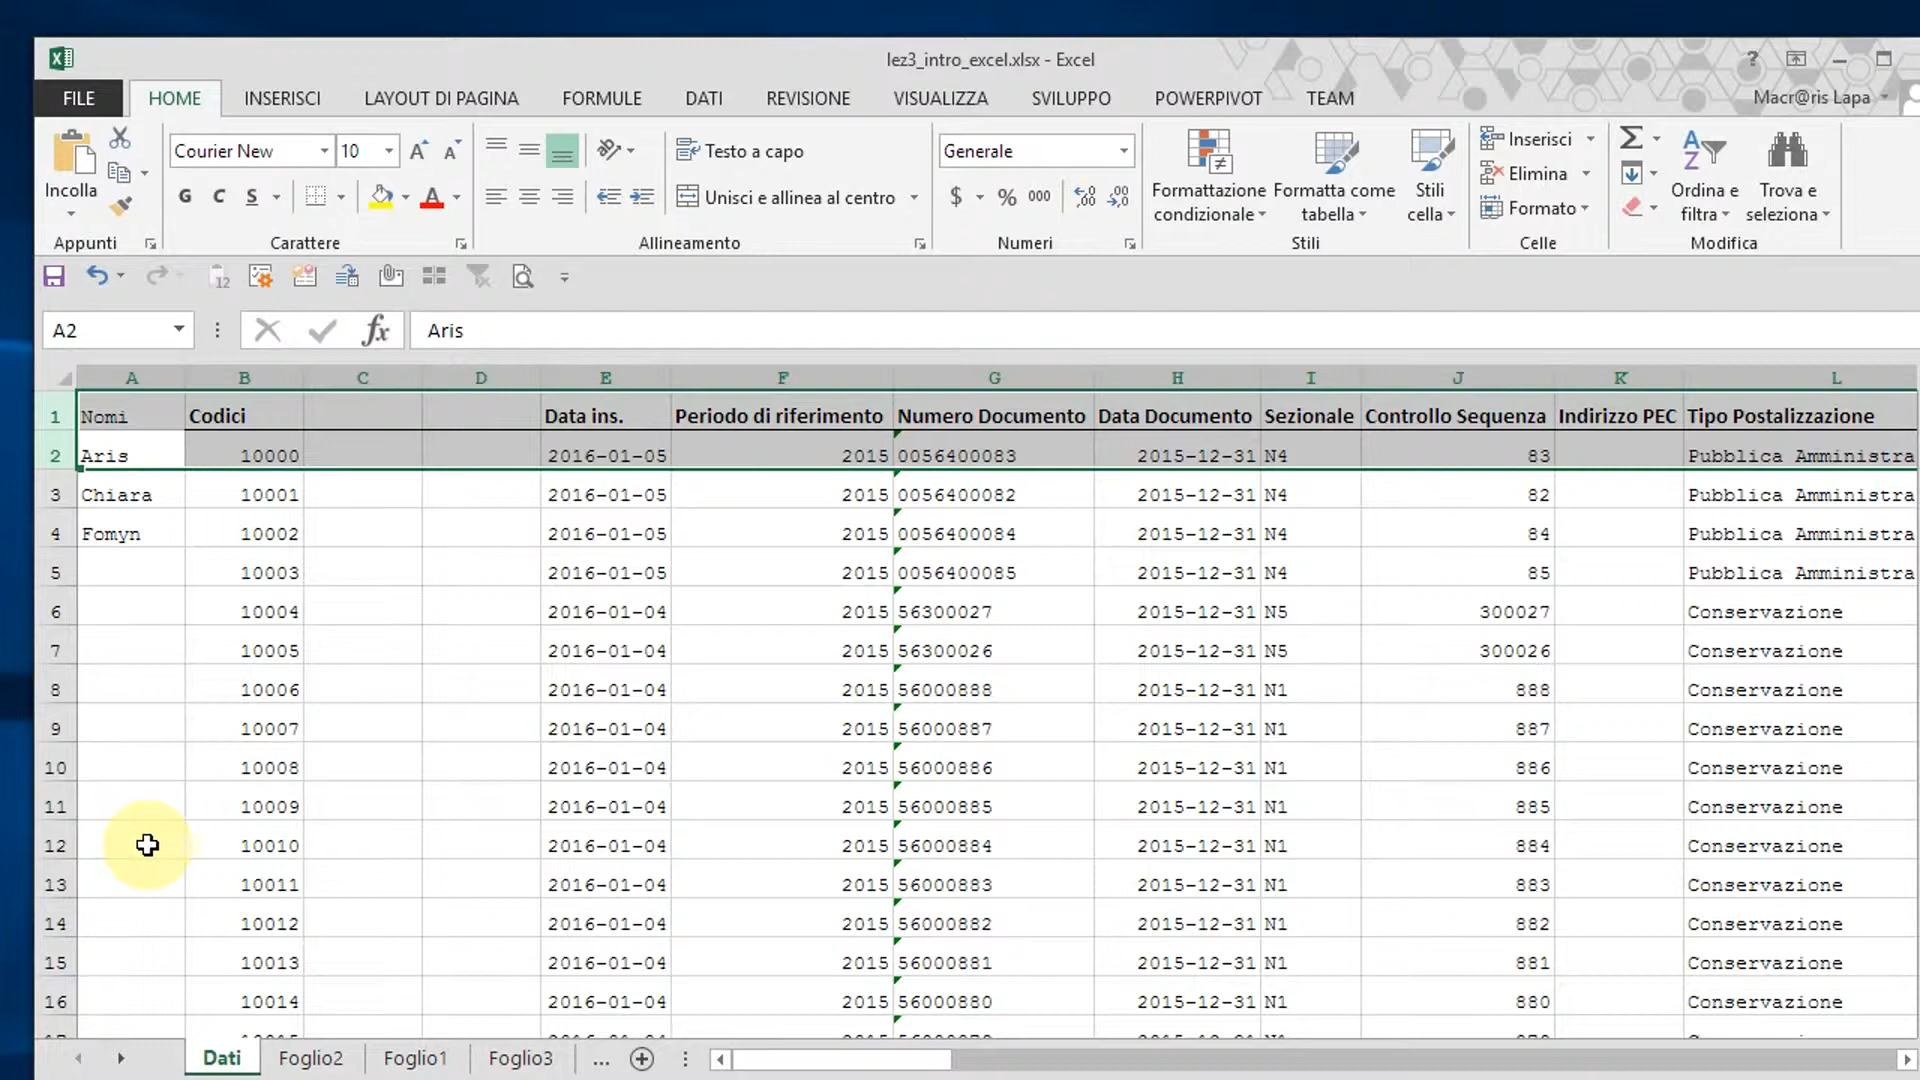 lez3_intro_excel.xlsx - Excel
?
FILE HOME INSERISCI LAYOUT DI PAGINA FORMULE DATI REVISIONE VISUALIZZA SVILUPPO POWERPIVOT TEAM Macr@ris Lapa
Incolla
Appunti
Courier New 10
G C S
Carattere
Testo a capo
Unisci e allinea al centro
Allineamento
Generale
$ % 000
Numeri
Formattazione condizionale
Formatta come tabella
Stili cella
Stili
Inserisci
Elimina
Formato
Celle
Ordina e filtra
Trova e seleziona
Modifica
A2 fx Aris
A B C D E F G H I J K L
1 Nomi Codici Data ins. Periodo di riferimento Numero Documento Data Documento Sezionale Controllo Sequenza Indirizzo PEC Tipo Postalizzazione
2 Aris 10000 2016-01-05 2015 0056400083 2015-12-31 N4 83 Pubblica Amministra
3 Chiara 10001 2016-01-05 2015 0056400082 2015-12-31 N4 82 Pubblica Amministra
4 Fomyn 10002 2016-01-05 2015 0056400084 2015-12-31 N4 84 Pubblica Amministra
5 10003 2016-01-05 2015 0056400085 2015-12-31 N4 85 Pubblica Amministra
6 10004 2016-01-04 2015 56300027 2015-12-31 N5 300027 Conservazione
7 10005 2016-01-04 2015 56300026 2015-12-31 N5 300026 Conservazione
8 10006 2016-01-04 2015 56000888 2015-12-31 N1 888 Conservazione
9 10007 2016-01-04 2015 56000887 2015-12-31 N1 887 Conservazione
10 10008 2016-01-04 2015 56000886 2015-12-31 N1 886 Conservazione
11 10009 2016-01-04 2015 56000885 2015-12-31 N1 885 Conservazione
12 10010 2016-01-04 2015 56000884 2015-12-31 N1 884 Conservazione
13 10011 2016-01-04 2015 56000883 2015-12-31 N1 883 Conservazione
14 10012 2016-01-04 2015 56000882 2015-12-31 N1 882 Conservazione
15 10013 2016-01-04 2015 56000881 2015-12-31 N1 881 Conservazione
16 10014 2016-01-04 2015 56000880 2015-12-31 N1 880 Conservazione
Dati Foglio2 Foglio1 Foglio3 ...